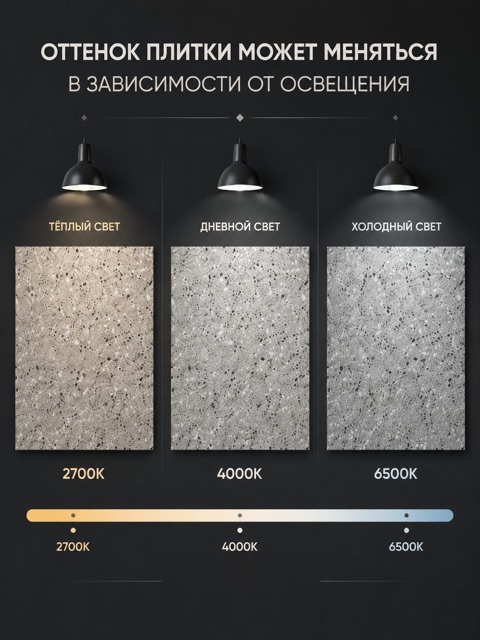 ОТТЕНОК ПЛИТКИ МОЖЕТ МЕНЯТЬСЯ
В ЗАВИСИМОСТИ ОТ ОСВЕЩЕНИЯ
ТЁПЛЫЙ СВЕТ
ДНЕВНОЙ СВЕТ
ХОЛОДНЫЙ СВЕТ
2700K
4000K
6500K
2700K
4000K
6500K